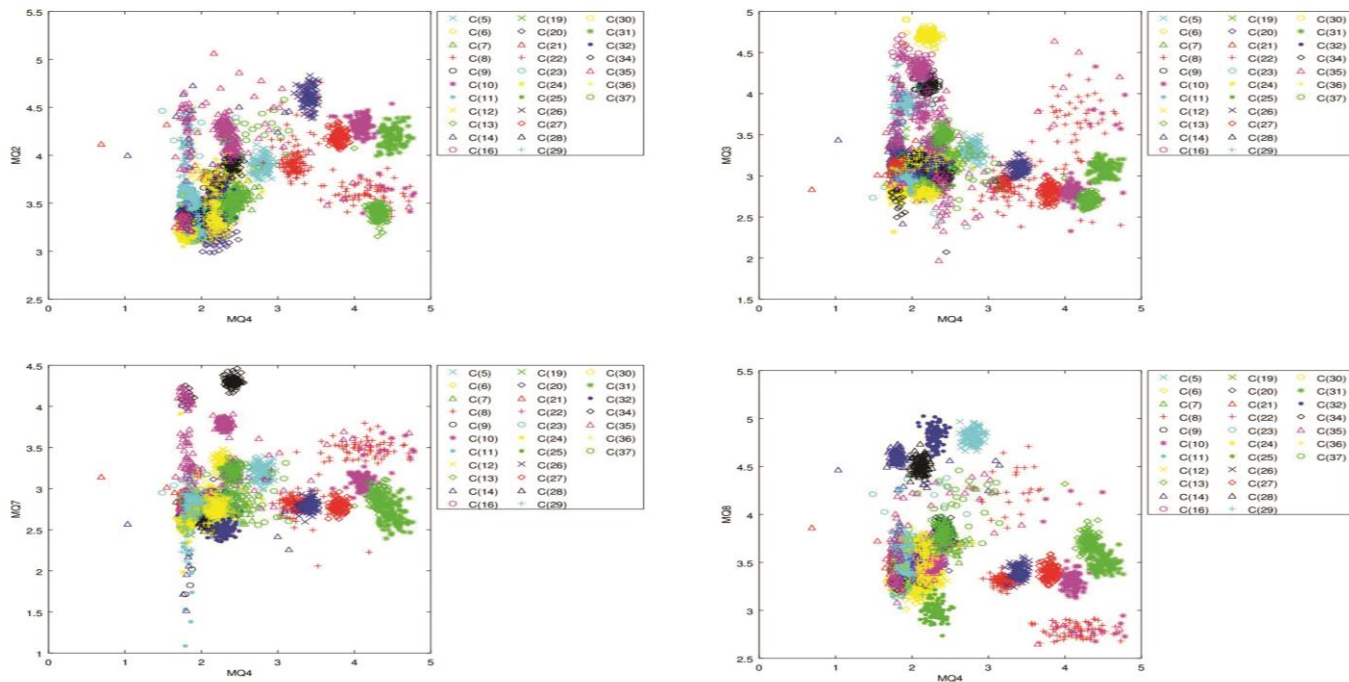 C(5) C(19) C(30)
C(6) C(20) C(31)
C(7) C(21) C(32)
C(8) C(22) C(34)
C(9) C(23) C(35)
C(10) C(24) C(36)
C(11) C(25) C(37)
C(12) C(26)
C(13) C(27)
C(14) C(28)
C(16) C(29)
5
4.5
4
3.5
3
2.5
MQ2
0 1 2 3 4 5
MQ4
C(5) C(19) C(30)
C(6) C(20) C(31)
C(7) C(21) C(32)
C(8) C(22) C(34)
C(9) C(23) C(35)
C(10) C(24) C(36)
C(11) C(25) C(37)
C(12) C(26)
C(13) C(27)
C(14) C(28)
C(16) C(29)
5
4.5
4
3.5
3
2.5
2
1.5
MQ3
0 1 2 3 4 5
MQ4
C(5) C(19) C(30)
C(6) C(20) C(31)
C(7) C(21) C(32)
C(8) C(22) C(34)
C(9) C(23) C(35)
C(10) C(24) C(36)
C(11) C(25) C(37)
C(12) C(26)
C(13) C(27)
C(14) C(28)
C(16) C(29)
4.5
4
3.5
3
2.5
2
1.5
1
MQ7
0 1 2 3 4 5
MQ4
C(5) C(19) C(30)
C(6) C(20) C(31)
C(7) C(21) C(32)
C(8) C(22) C(34)
C(9) C(23) C(35)
C(10) C(24) C(36)
C(11) C(25) C(37)
C(12) C(26)
C(13) C(27)
C(14) C(28)
C(16) C(29)
5.5
5
4.5
4
3.5
3
2.5
MQ8
0 1 2 3 4 5
MQ4